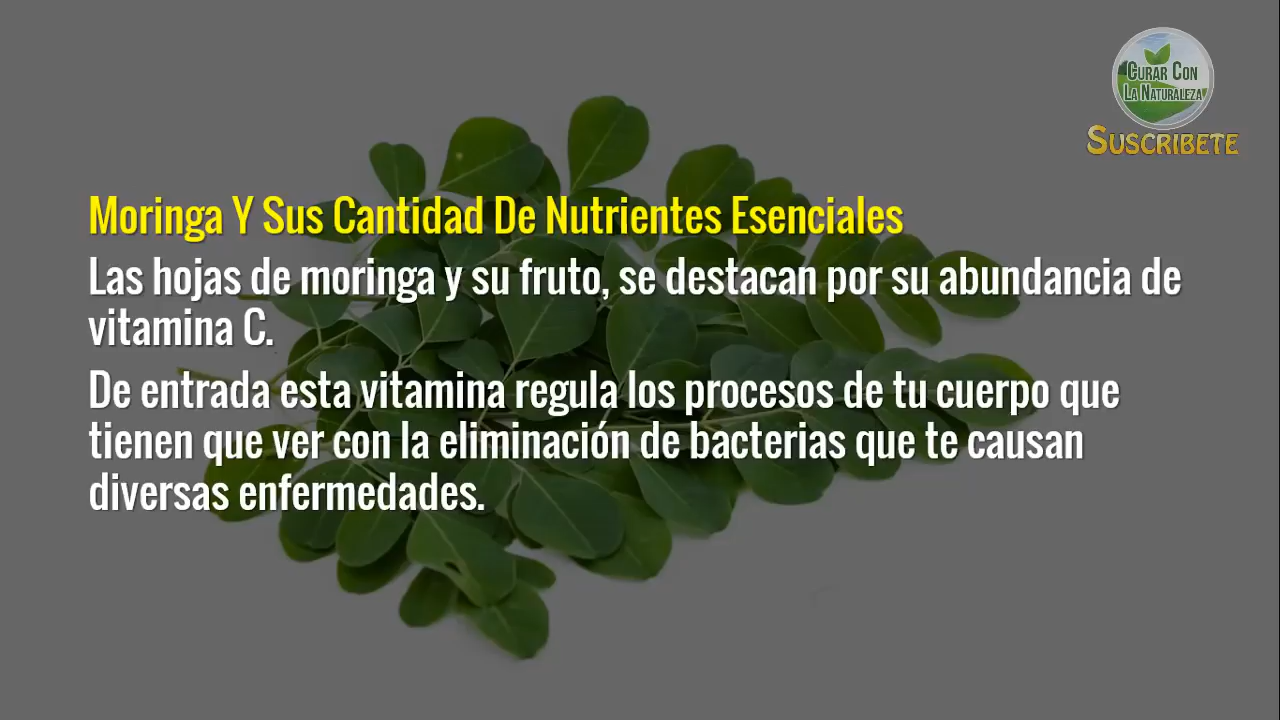 CURAR CON
LA NATURALEZA
SUSCRIBETE
Moringa Y Sus Cantidad De Nutrientes Esenciales
Las hojas de moringa y su fruto, se destacan por su abundancia de
vitamina C.
De entrada esta vitamina regula los procesos de tu cuerpo que
tienen que ver con la eliminación de bacterias que te causan
diversas enfermedades.